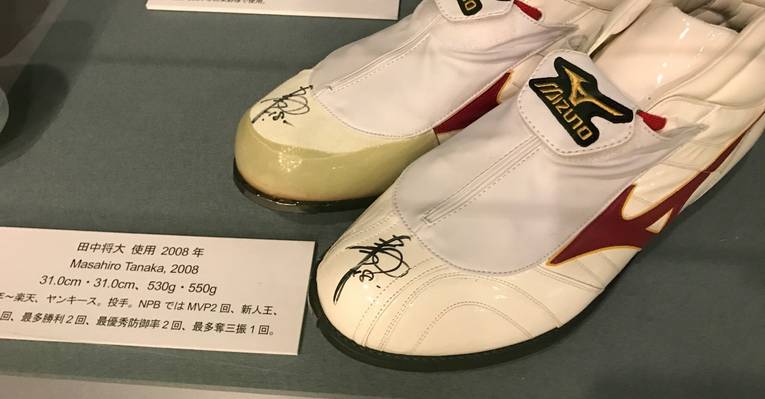 使用。
MIZUNO
田中将大 使用 2008 年
Masahiro Tanaka, 2008
31.0cm・31.0cm、530g・550g
年～楽天、ヤンキース。投手。NPB では MVP2 回、新人王、
回、最多勝利 2 回、最優秀防御率 2 回、最多奪三振 1 回。